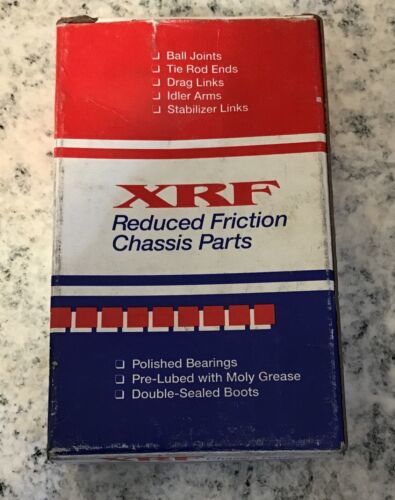 Ball Joints
Tie Rod Ends
Drag Links
Idler Arms
Stabilizer Links
XRF
Reduced Friction
Chassis Parts
Polished Bearings
Pre-Lubed with Moly Grease
Double-Sealed Boots
XRF